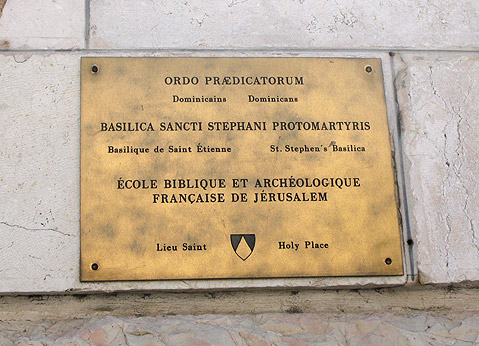 ORDO PRÆDICATORUM
Dominicains Dominicans
BASILICA SANCTI STEPHANI PROTOMARTYRIS
Basilique de Saint Étienne St. Stephen's Basilica
ÉCOLE BIBLIQUE ET ARCHÉOLOGIQUE
FRANÇAISE DE JÉRUSALEM
Lieu Saint Holy Place